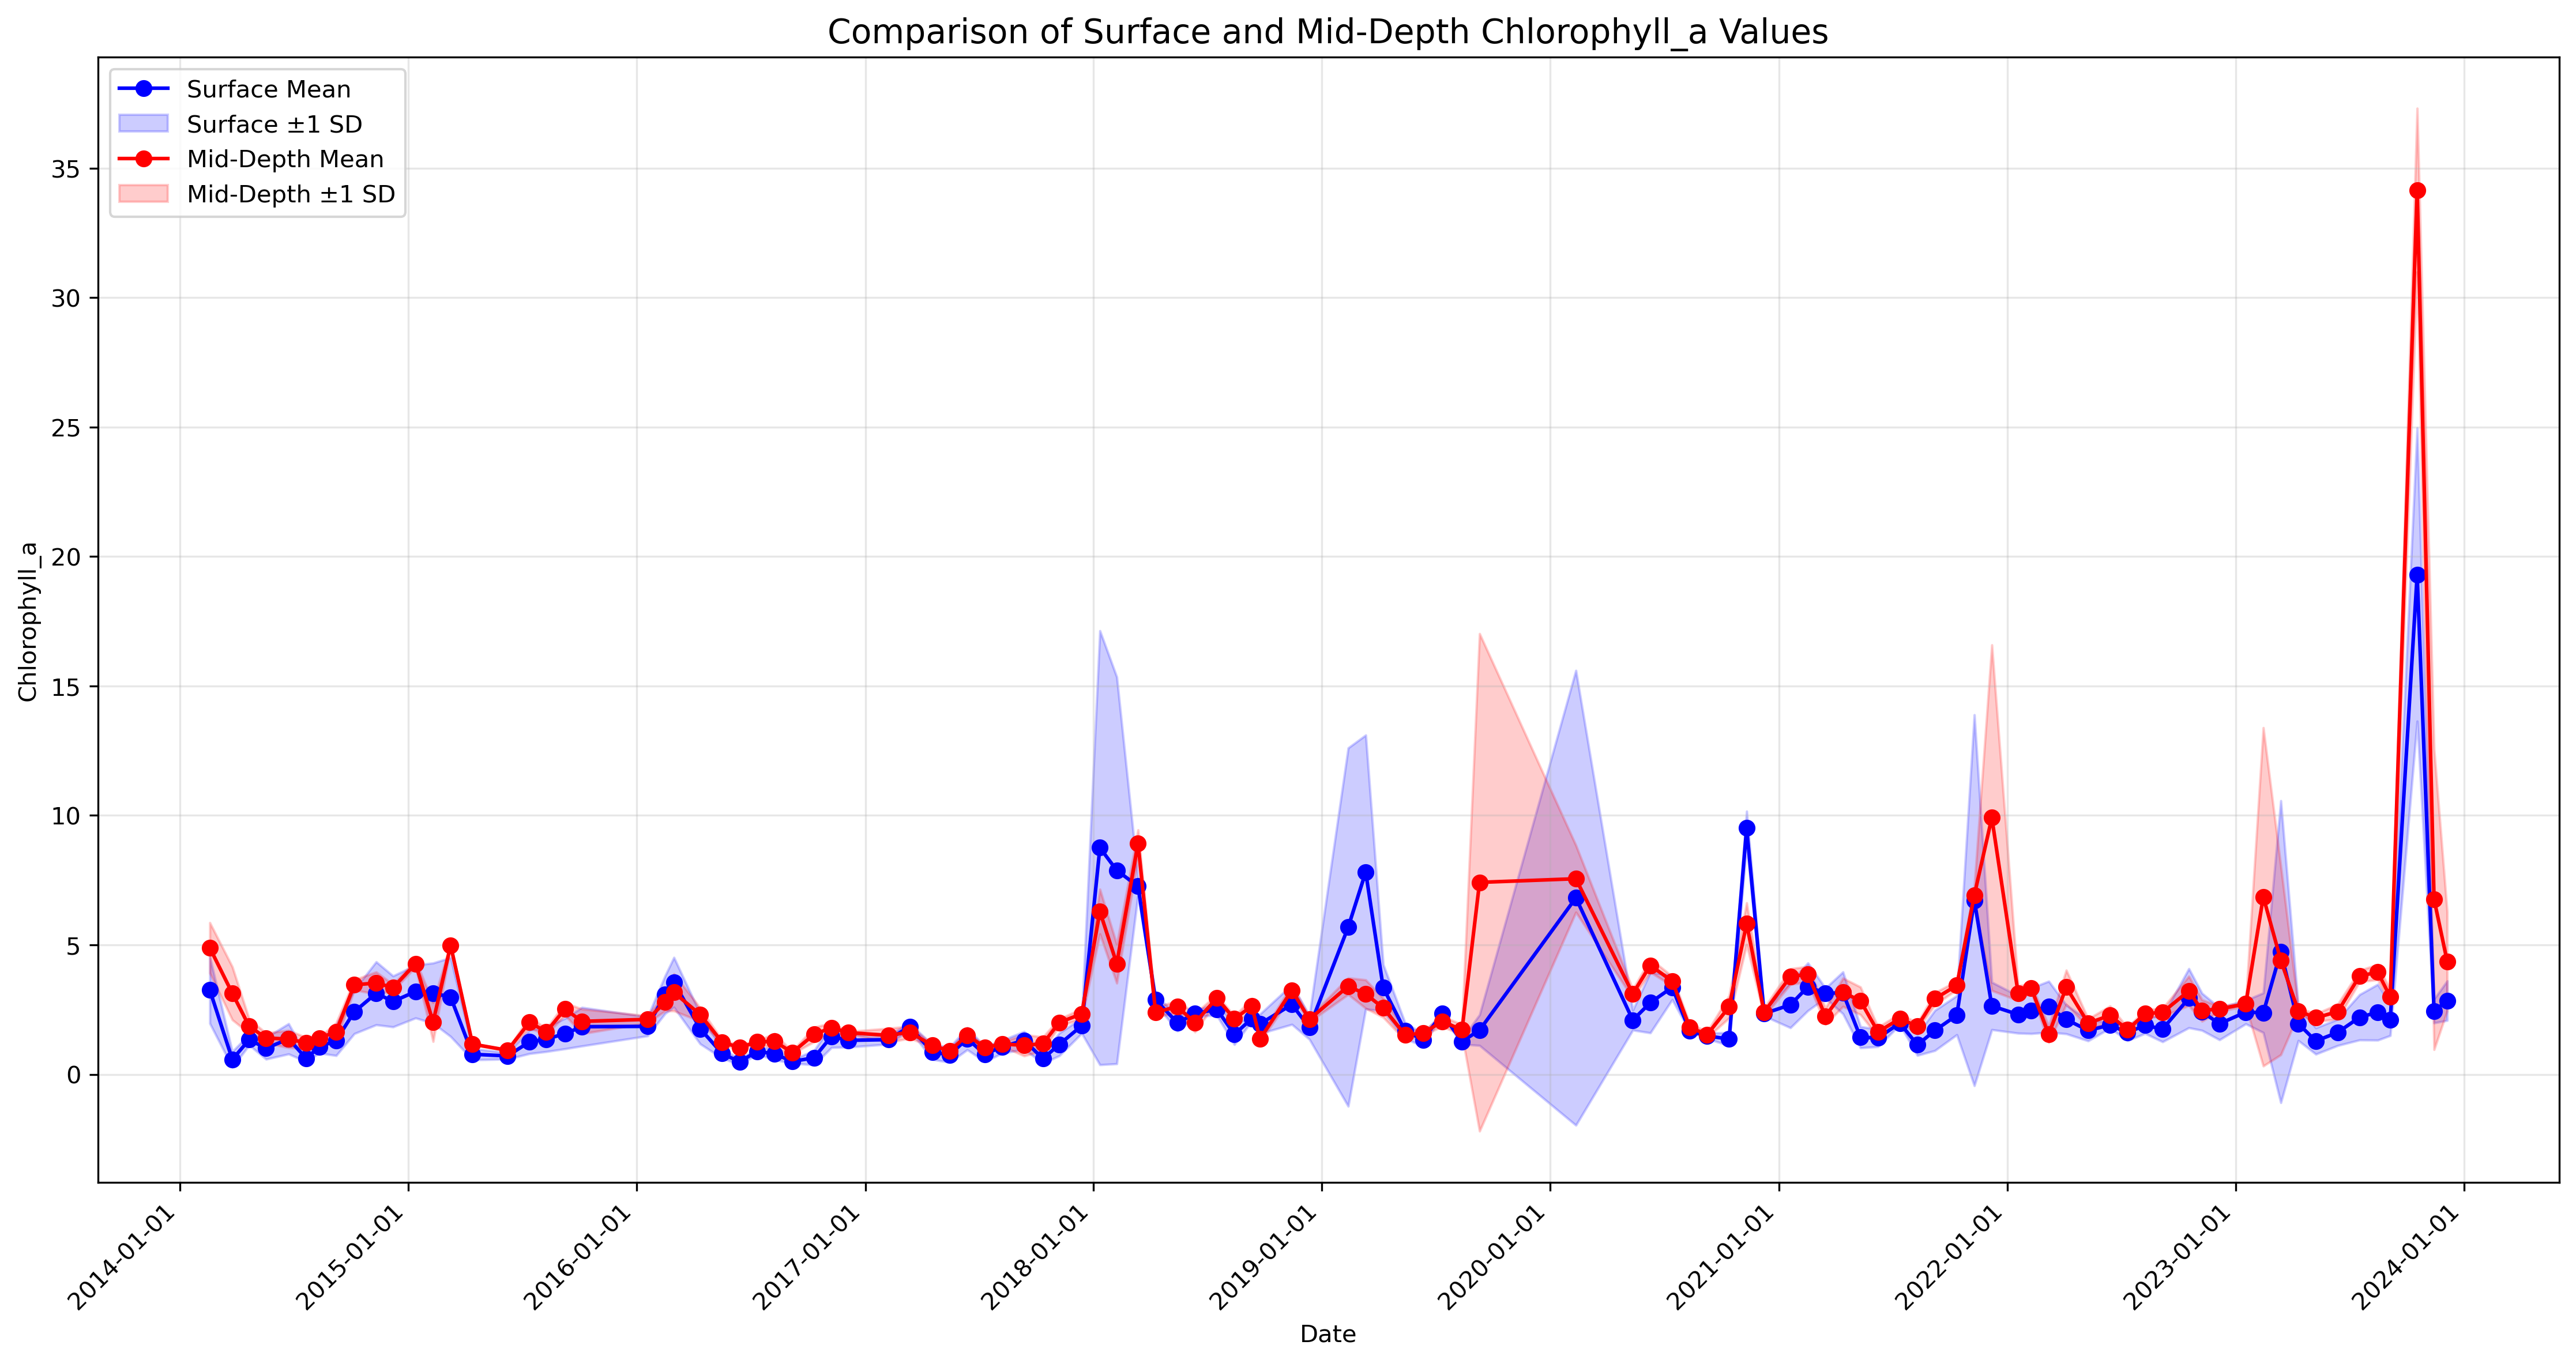 Comparison of Surface and Mid-Depth Chlorophyll_a Values
Surface Mean
Surface ±1 SD
Mid-Depth Mean
Mid-Depth ±1 SD
Chlorophyll_a
35
30
25
20
15
10
5
0
2014-01-01
2015-01-01
2016-01-01
2017-01-01
2018-01-01
2019-01-01
2020-01-01
2021-01-01
2022-01-01
2023-01-01
2024-01-01
Date